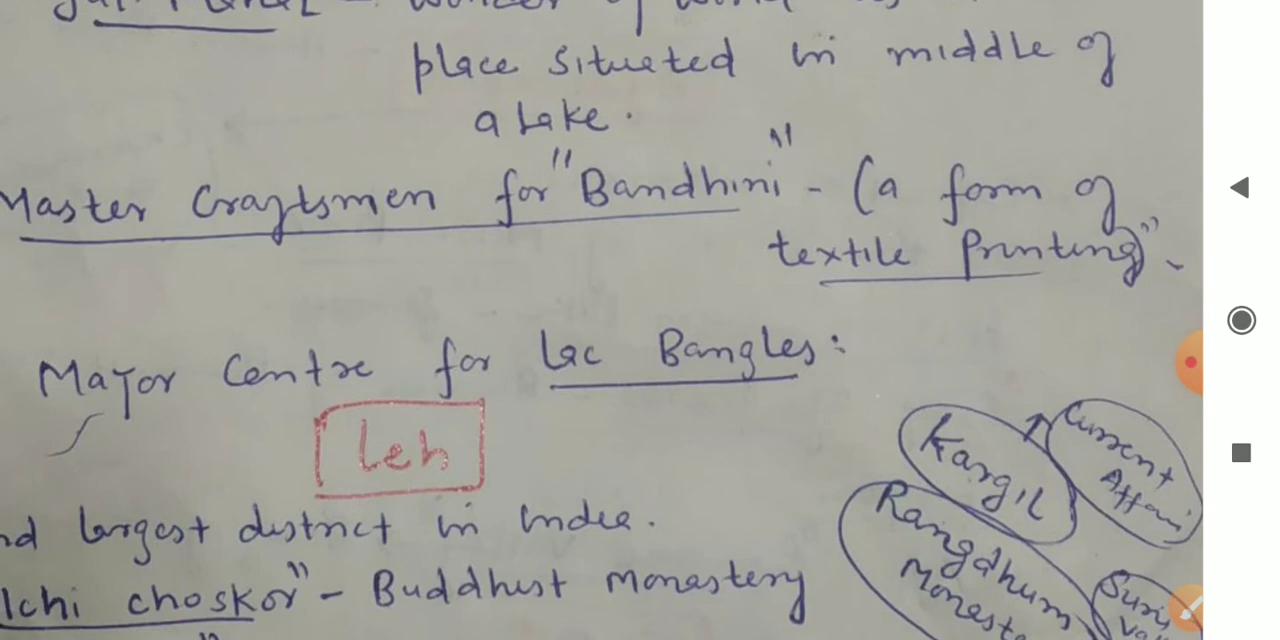 place situated in middle of
a Lake.
Master Craftsmen for "Bandhini" - (a form of
textile Printing" -
Major Centre for Lac Bangles:
Leh
largest district in India.
lchi choskor" - Buddhist Monastery
Kargil
Current
Affairs
Rangdhum